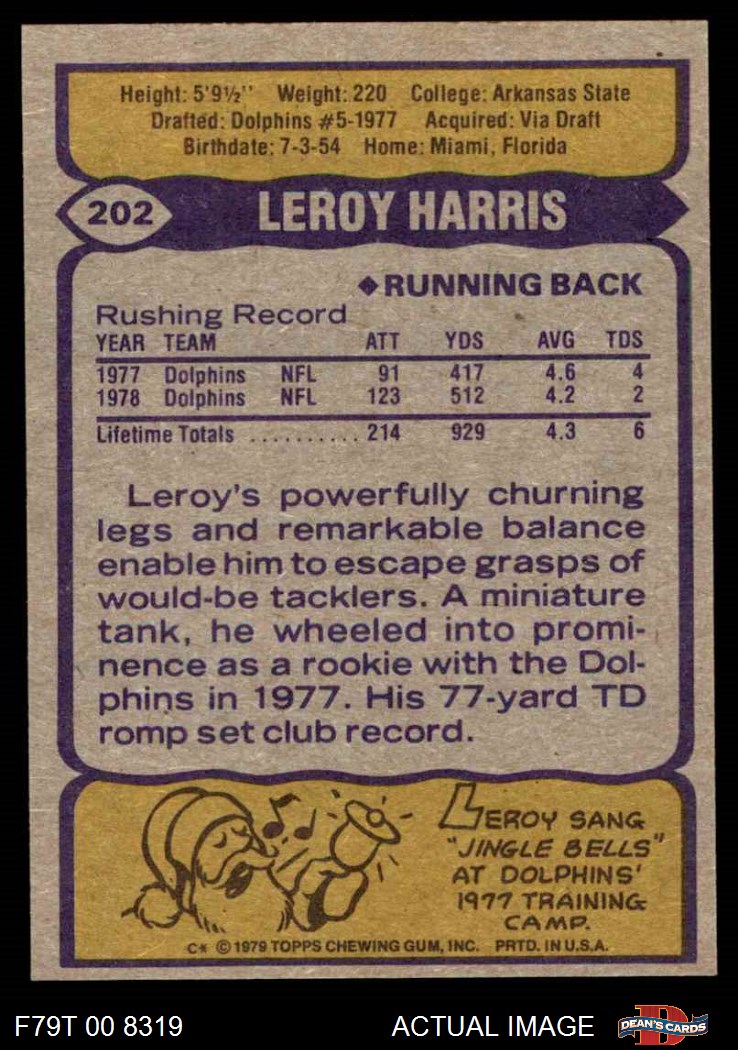 Height: 5'9½'' Weight: 220 College: Arkansas State
Drafted: Dolphins #5-1977 Acquired: Via Draft
Birthdate: 7-3-54 Home: Miami, Florida
202 LEROY HARRIS
◆RUNNING BACK
Rushing Record
YEAR TEAM ATT YDS AVG TDS
1977 Dolphins NFL 91 417 4.6 4
1978 Dolphins NFL 123 512 4.2 2
Lifetime Totals .......... 214 929 4.3 6
Leroy's powerfully churning
legs and remarkable balance
enable him to escape grasps of
would-be tacklers. A miniature
tank, he wheeled into promi-
nence as a rookie with the Dol-
phins in 1977. His 77-yard TD
romp set club record.
LEROY SANG
"JINGLE BELLS"
AT DOLPHINS'
1977 TRAINING
CAMP.
C* © 1979 TOPPS CHEWING GUM, INC. PRTD. IN U.S.A.
F79T 00 8319 ACTUAL IMAGE D DEAN'S CARDS